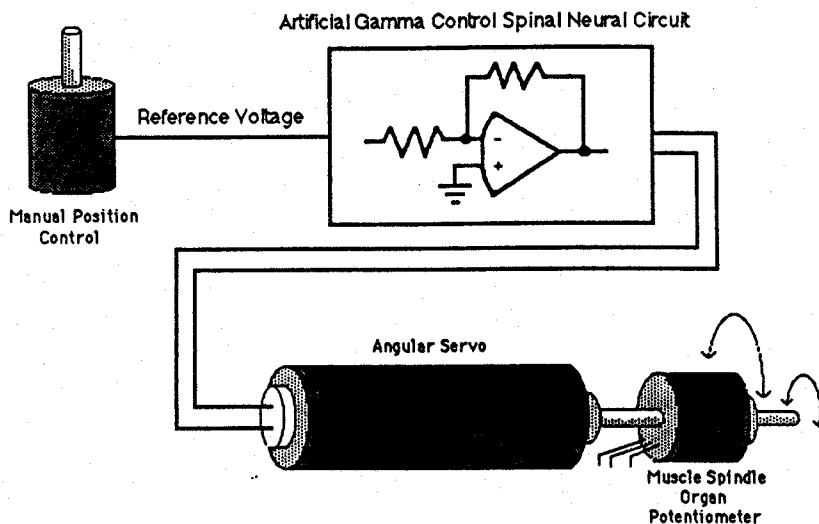 Artificial Gamma Control Spinal Neural Circuit
Reference Voltage
-
+
Manual Position
Control
Angular Servo
Muscle Spindle
Organ
Potentiometer